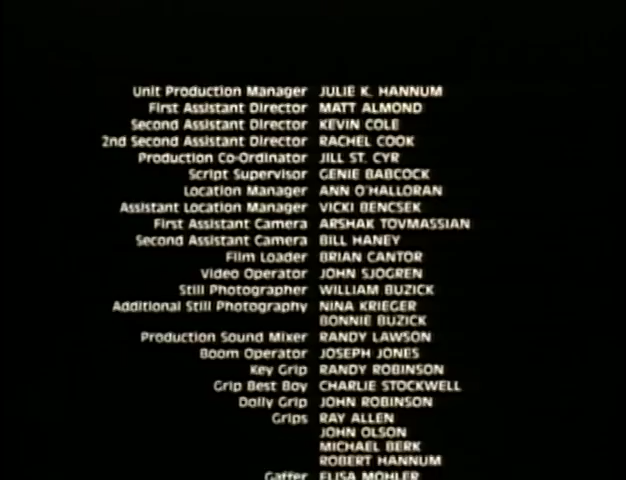 Unit Production Manager JULIE K. HANNUM
First Assistant Director MATT ALMOND
Second Assistant Director KEVIN COLE
2nd Second Assistant Director RACHEL COOK
Production Co-Ordinator JILL ST. CYR
Script Supervisor GENIE BABCOCK
Location Manager ANN O'HALLORAN
Assistant Location Manager VICKI BENCSEK
First Assistant Camera ARSHAK TOVMASSIAN
Second Assistant Camera BILL HANEY
Film Loader BRIAN CANTOR
Video Operator JOHN SJOGREN
Still Photographer WILLIAM BUZICK
Additional Still Photography NINA KRIEGER
BONNIE BUZICK
Production Sound Mixer RANDY LAWSON
Boom Operator JOSEPH JONES
Key Grip RANDY ROBINSON
Grip Best Boy CHARLIE STOCKWELL
Dolly Grip JOHN ROBINSON
Grips RAY ALLEN
JOHN OLSON
MICHAEL BERK
ROBERT HANNUM
Gaffer ELISA MOHLER